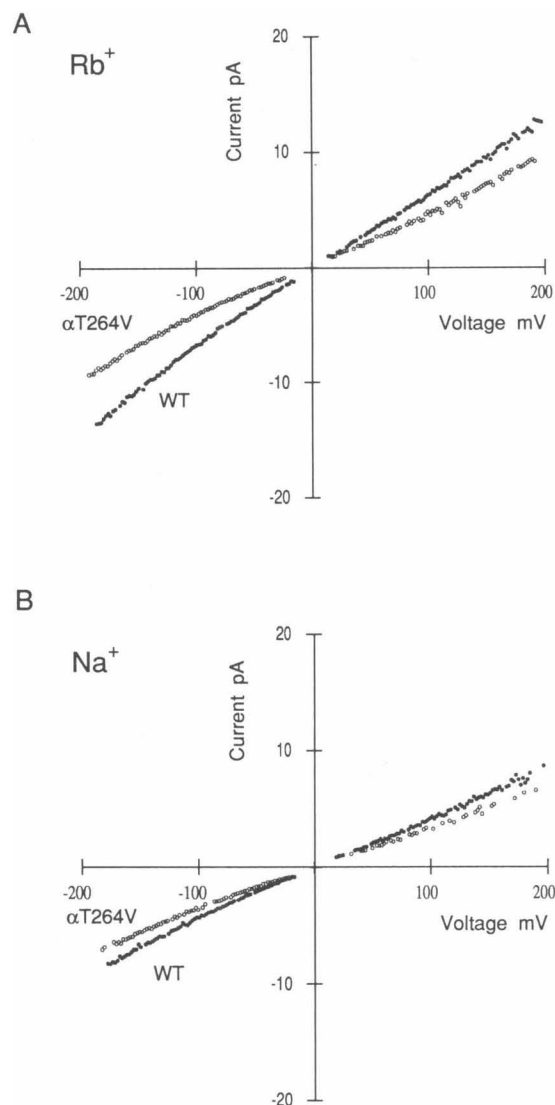 A
Rb+
Current pA
20
10
-200
-100
100
200
αT264V
Voltage mV
WT
-10
-20
B
Na+
Current pA
20
10
-200
-100
100
200
αT264V
Voltage mV
WT
-10
-20